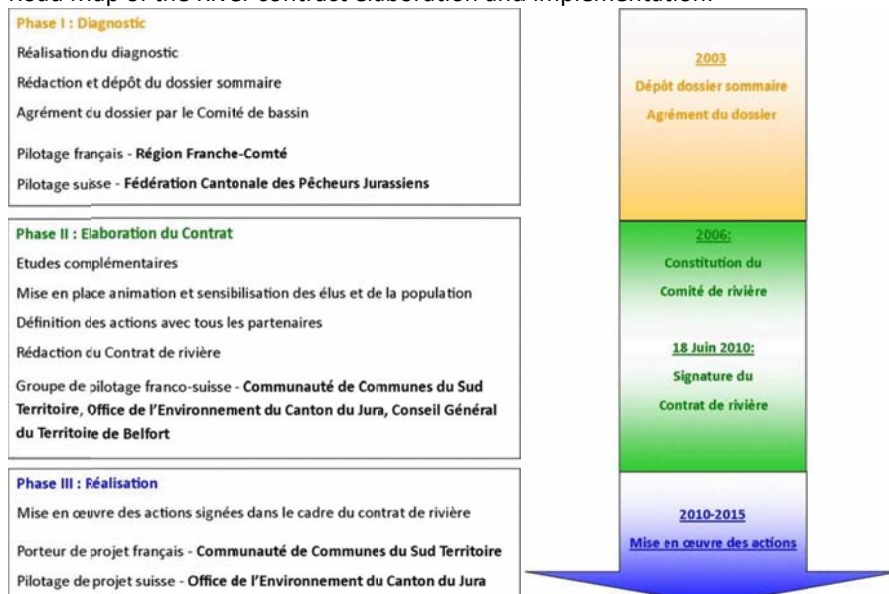 Road map of the River contract elaboration and implementation:
Phase I : Diagnostic
Réalisation du diagnostic
Rédaction et dépôt du dossier sommaire
Agrément du dossier par le Comité de bassin
Pilotage français - Région Franche-Comté
Pilotage suisse - Fédération Cantonale des Pêcheurs Jurassiens
2003
Dépôt dossier sommaire
Agrément du dossier
Phase II : Elaboration du Contrat
Etudes complémentaires
Mise en place animation et sensibilisation des élus et de la population
Définition des actions avec tous les partenaires
Rédaction du Contrat de rivière
Groupe de pilotage franco-suisse - Communauté de Communes du Sud
Territoire, Office de l'Environnement du Canton du Jura, Conseil Général
du Territoire de Belfort
2006:
Constitution du
Comité de rivière
18 Juin 2010:
Signature du
Contrat de rivière
Phase III : Réalisation
Mise en œuvre des actions signées dans le cadre du contrat de rivière
Porteur de projet français - Communauté de Communes du Sud Territoire
Pilotage de projet suisse - Office de l'Environnement du Canton du Jura
2010-2015
Mise en œuvre des actions